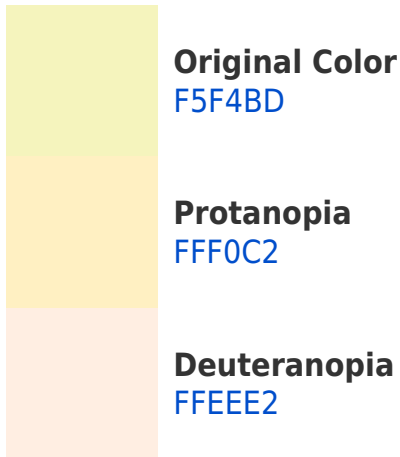 Original Color
F5F4BD
Protanopia
FFF0C2
Deuteranopia
FFEEE2